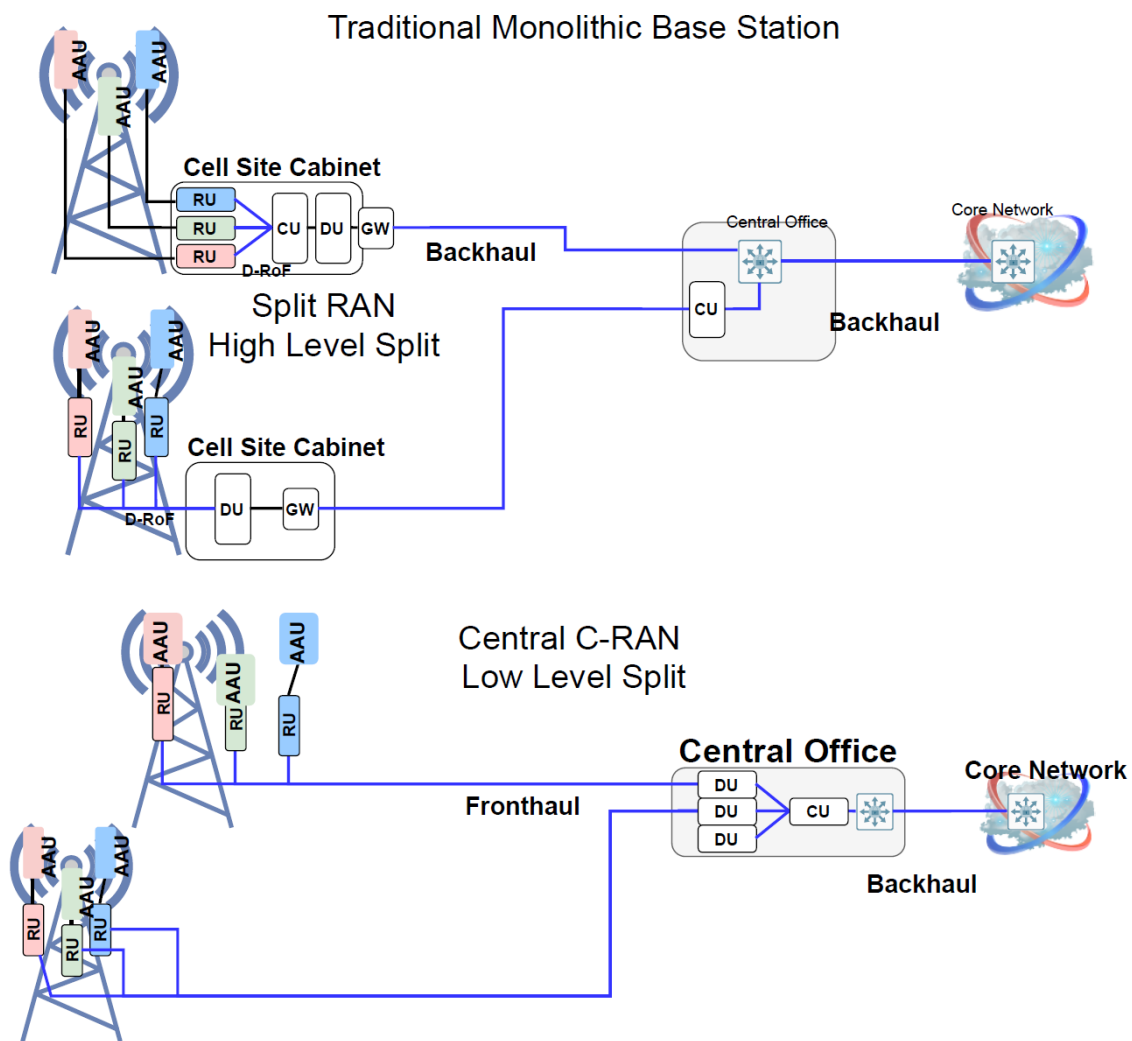 Traditional Monolithic Base Station
AAU
AAU
AAU
Cell Site Cabinet
RU
RU
RU
CU
DU
GW
D-RoF
Backhaul
Central Office
Core Network
CU
Backhaul
Split RAN
High Level Split
AAU
AAU
AAU
RU
RU
RU
Cell Site Cabinet
DU
GW
D-RoF
Central C-RAN
Low Level Split
AAU
AAU
AAU
RU
RU
RU
Fronthaul
Central Office
DU
DU
DU
CU
Core Network
Backhaul
AAU
AAU
AAU
RU
RU
RU